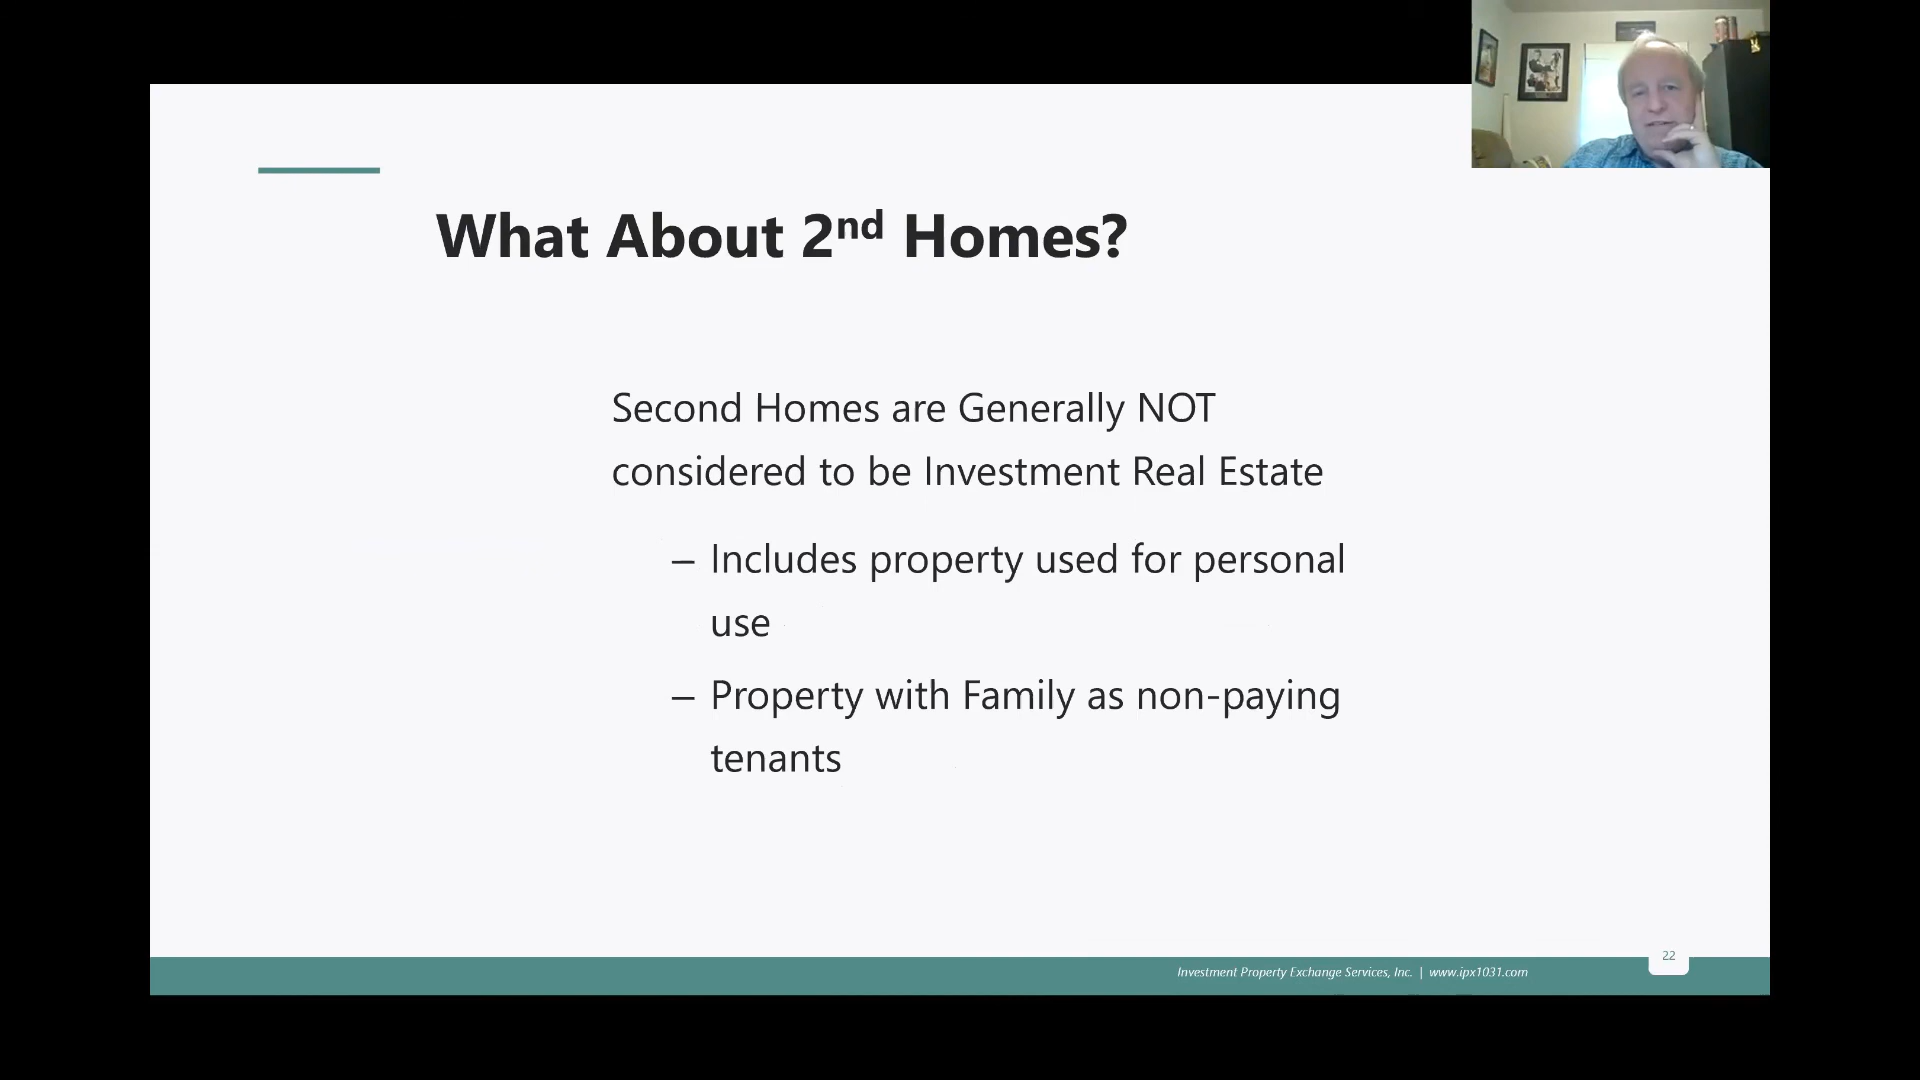 What About 2nd Homes?
Second Homes are Generally NOT
considered to be Investment Real Estate
– Includes property used for personal
use
– Property with Family as non-paying
tenants
Investment Property Exchange Services, Inc. | www.ipx1031.com
22